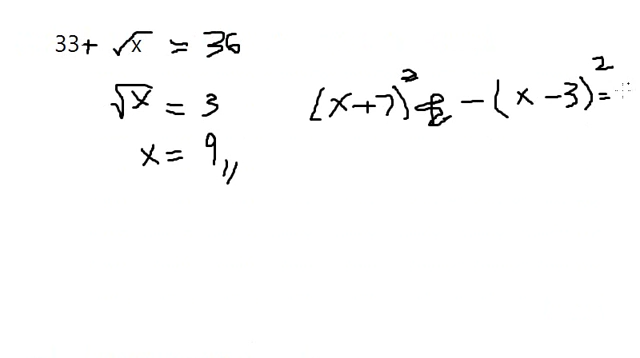 33+ √x = 36
√x = 3
x = 9,,
(x+7)² - (x-3)² =